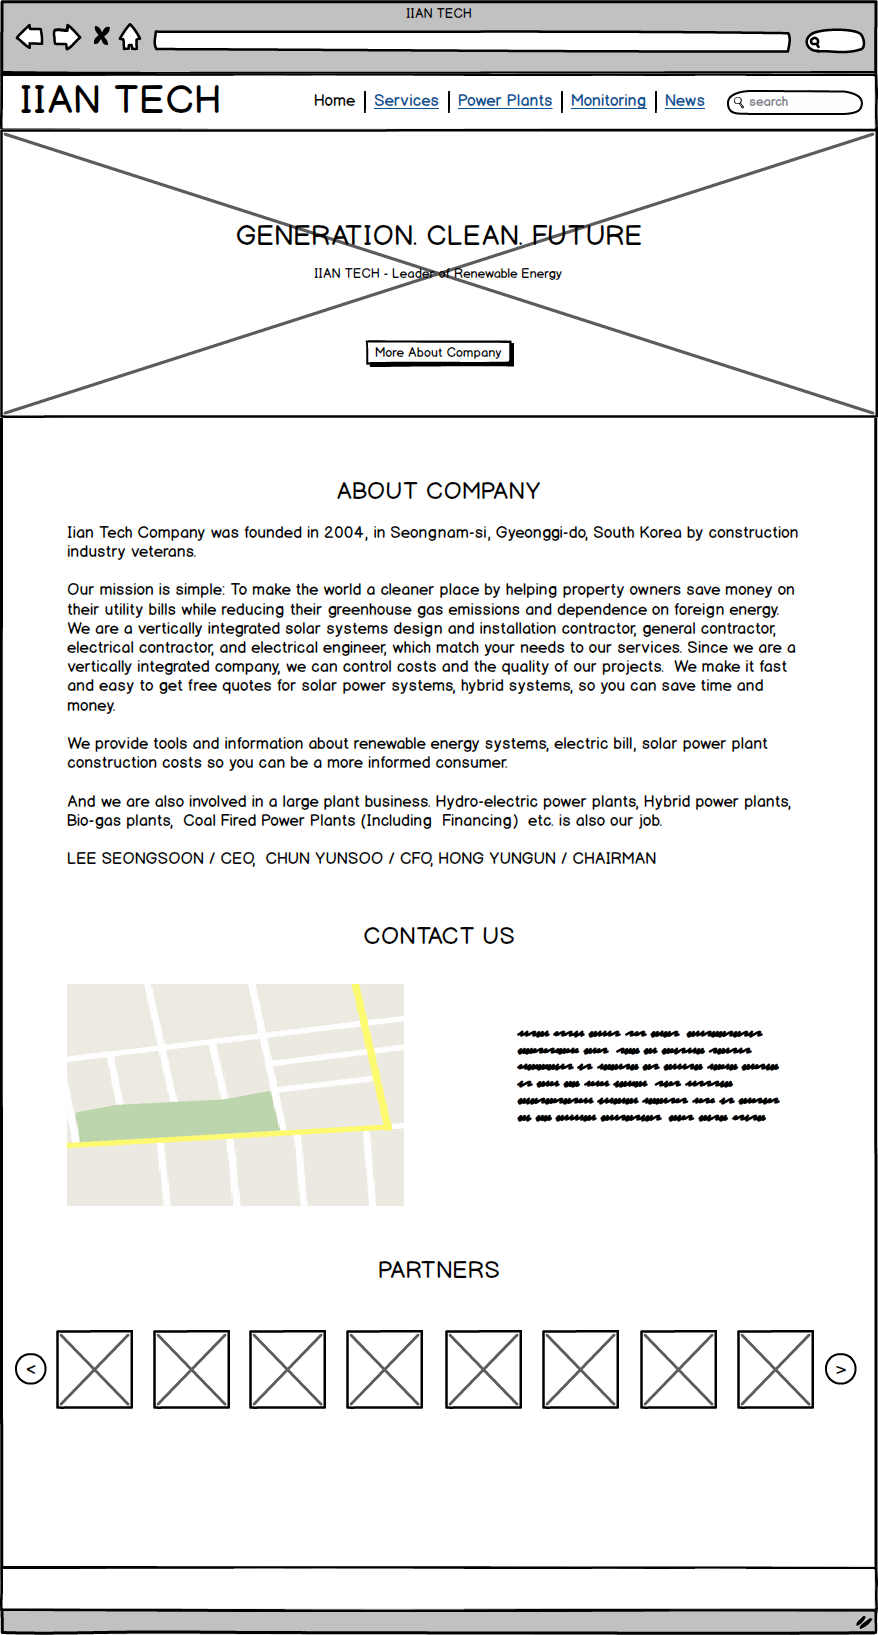 IIAN TECH
IIAN TECH
Home Services Power Plants Monitoring News search
GENERATION. CLEAN. FUTURE
IIAN TECH - Leader of Renewable Energy
More About Company
ABOUT COMPANY
Iian Tech Company was founded in 2004, in Seongnam-si, Gyeonggi-do, South Korea by construction
industry veterans.
Our mission is simple: To make the world a cleaner place by helping property owners save money on
their utility bills while reducing their greenhouse gas emissions and dependence on foreign energy.
We are a vertically integrated solar systems design and installation contractor, general contractor,
electrical contractor, and electrical engineer, which match your needs to our services. Since we are a
vertically integrated company, we can control costs and the quality of our projects.  We make it fast
and easy to get free quotes for solar power systems, hybrid systems, so you can save time and
money.
We provide tools and information about renewable energy systems, electric bill, solar power plant
construction costs so you can be a more informed consumer.
And we are also involved in a large plant business. Hydro-electric power plants, Hybrid power plants,
Bio-gas plants,  Coal Fired Power Plants (Including  Financing)  etc. is also our job.
LEE SEONGSOON / CEO,  CHUN YUNSOO / CFO, HONG YUNGUN / CHAIRMAN
CONTACT US
PARTNERS
< >